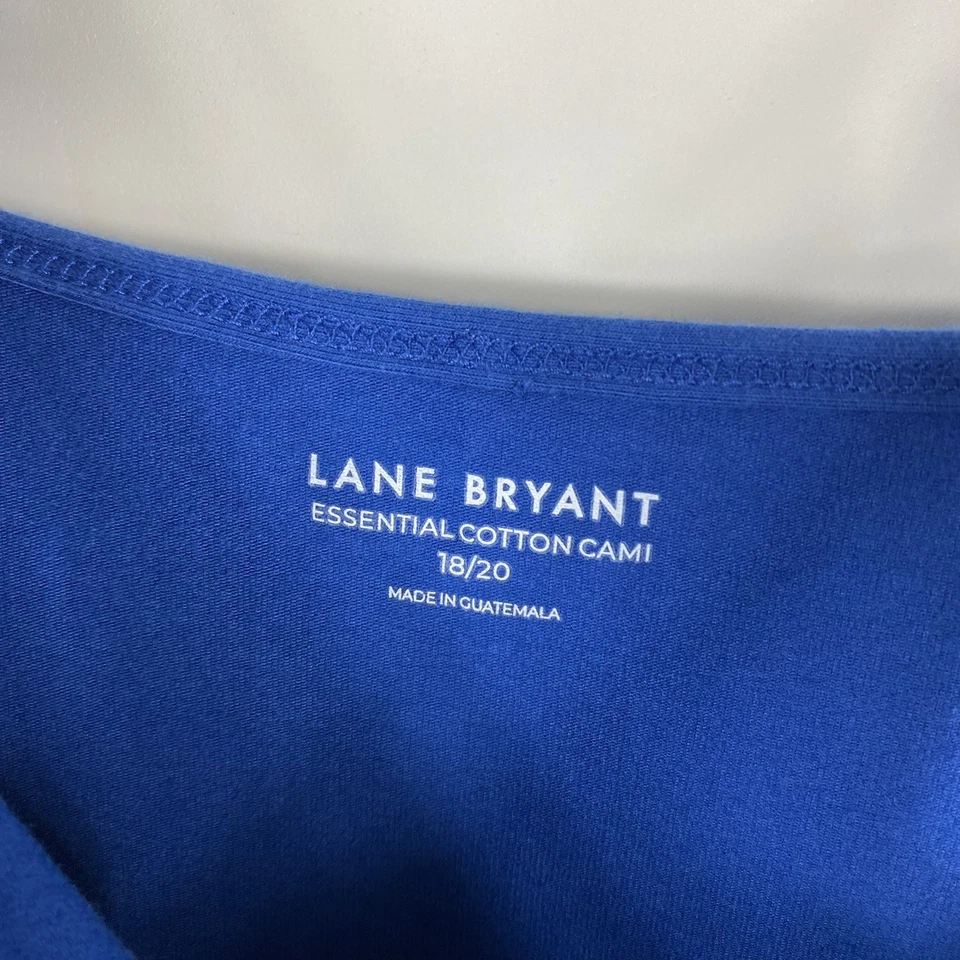 LANE BRYANT
ESSENTIAL COTTON CAMI
18/20
MADE IN GUATEMALA